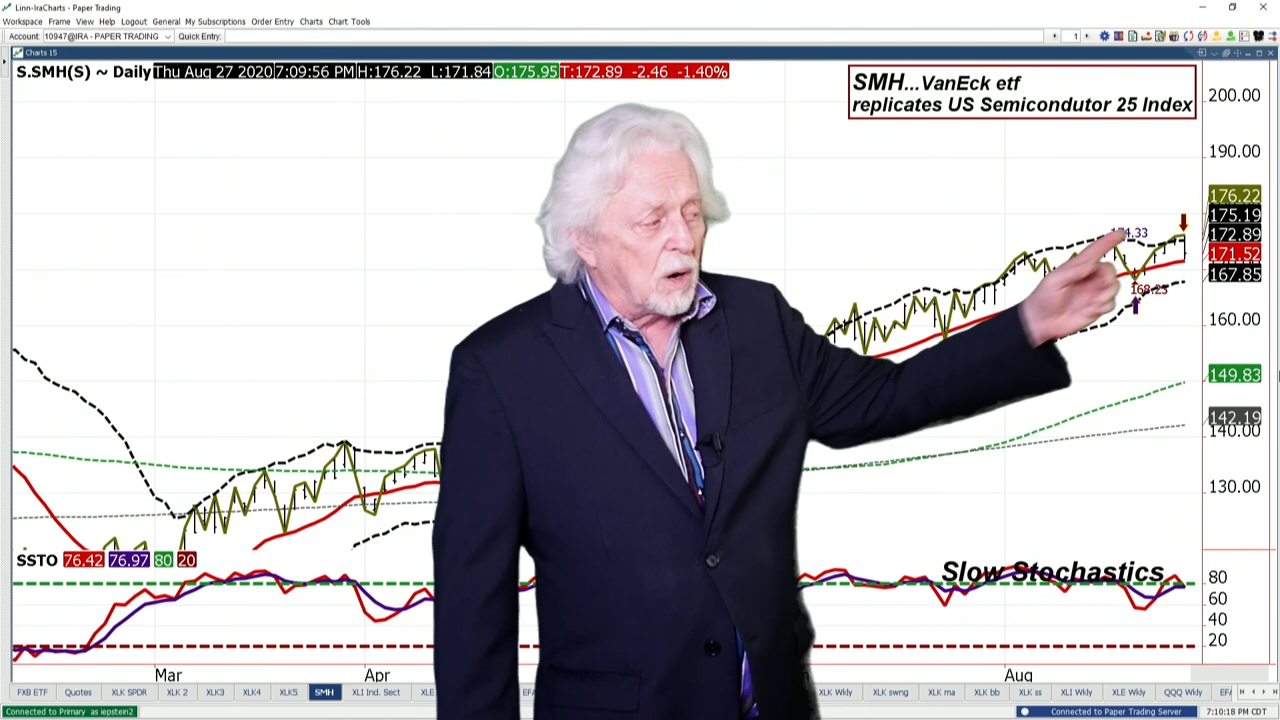 Linn-IraCharts - Paper Trading
Workspace Frame View Help Logout General My Subscriptions Order Entry Charts Chart Tools
Account: 10947@IRA - PAPER TRADING Quick Entry: 1
Charts 15
S.SMH(S) ~ Daily Thu Aug 27 2020 7:09:56 PM H:176.22 L:171.84 O:175.95 T:172.89 -2.46 -1.40%
SMH...VanEck etf
replicates US Semicondutor 25 Index
200.00
190.00
176.22
175.19
172.89
171.52
167.85
160.00
149.83
142.19
140.00
130.00
168.23
SSTO 76.42 76.97 80 20
Slow Stochastics
80
60
40
20
Mar Apr Aug
FXB ETF Quotes XLK SPDR XLK 2 XLK3 XLK4 XLK5 SMH XLI Ind. Sect XLE XLK Wkly XLK swng XLK ma XLK bb XLK ss XLI Wkly XLE Wkly QQQ Wkly
Connected to Primary as iepstein2 Connected to Paper Trading Server 7:10:18 PM CDT